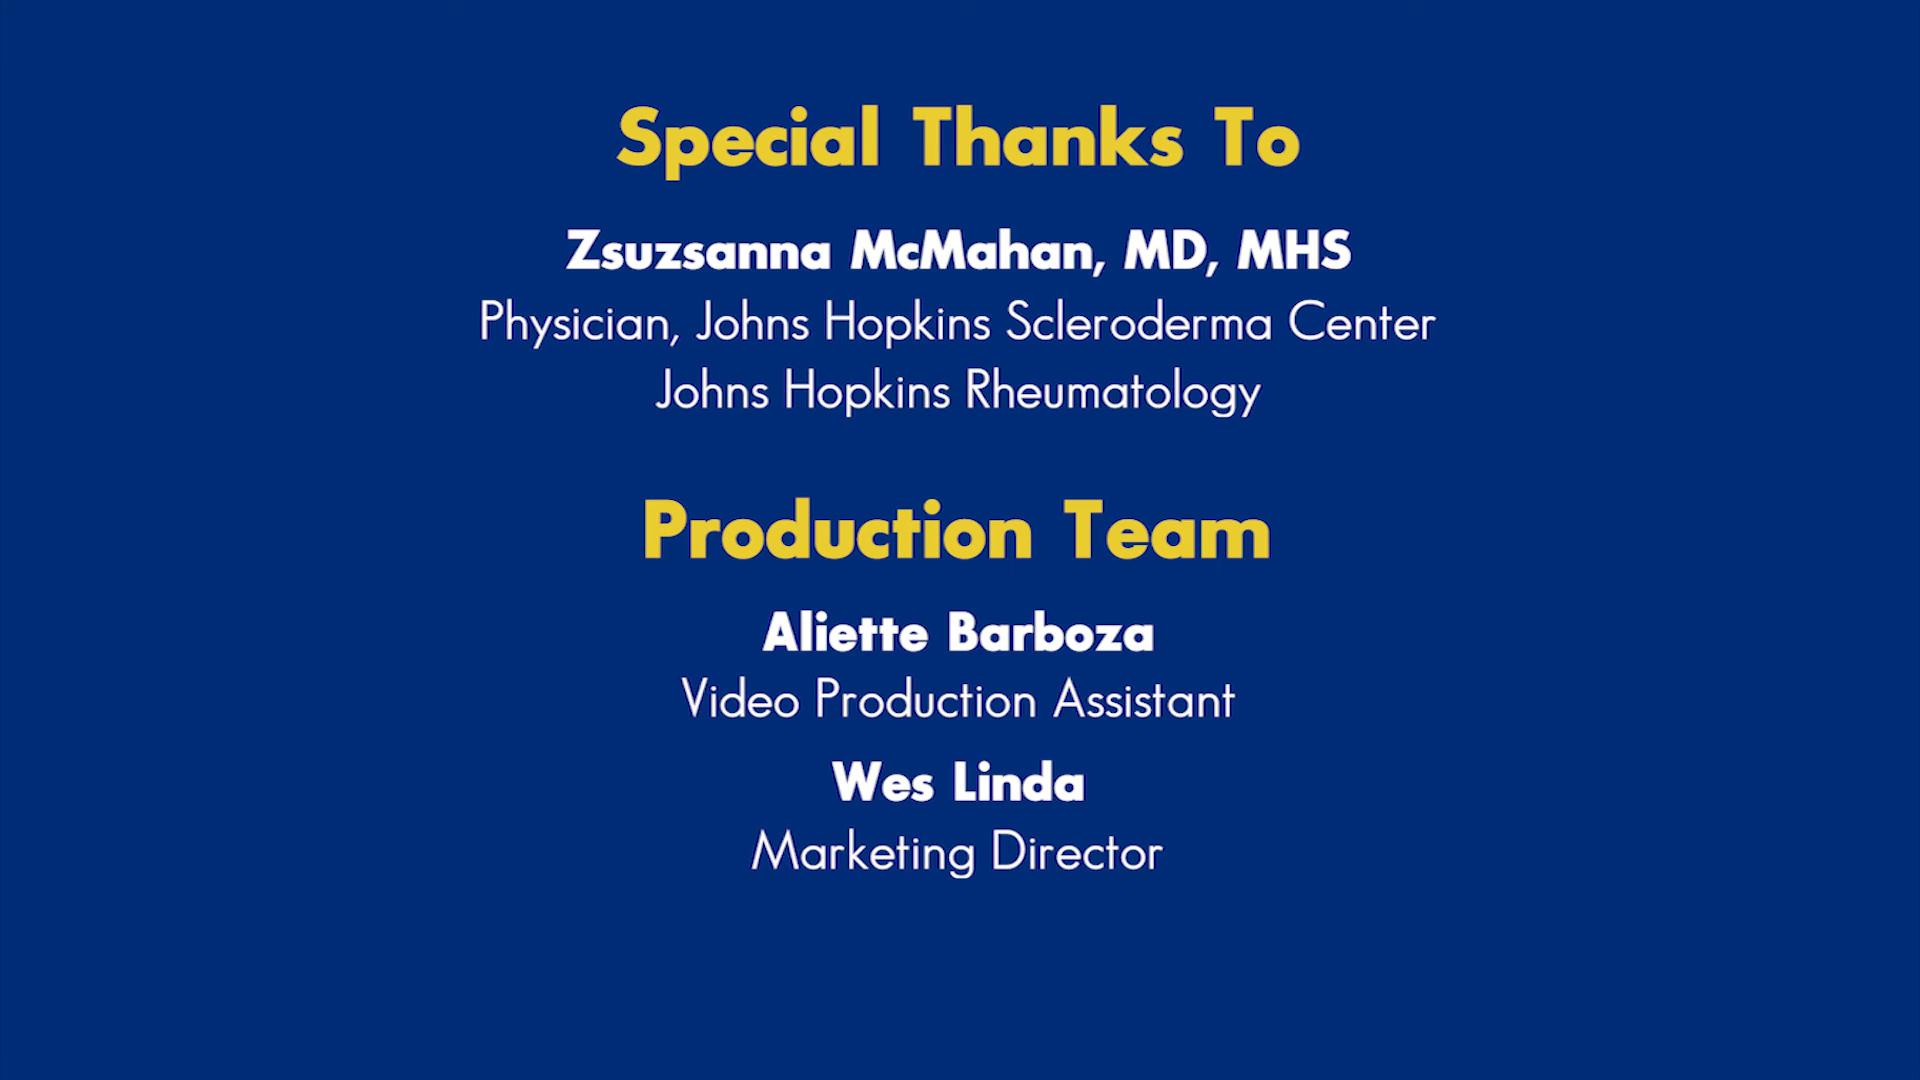 Special Thanks To
Zsuzsanna McMahan, MD, MHS
Physician, Johns Hopkins Scleroderma Center
Johns Hopkins Rheumatology
Production Team
Aliette Barboza
Video Production Assistant
Wes Linda
Marketing Director